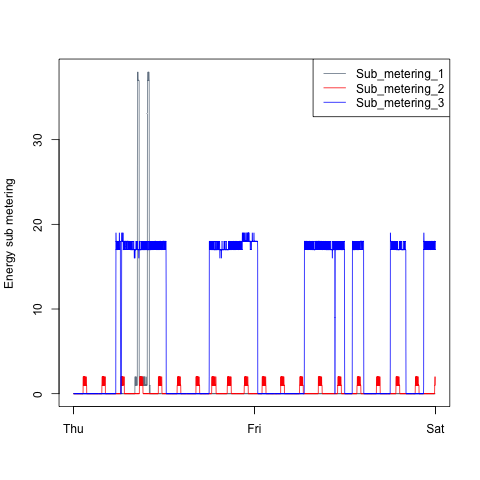 Sub_metering_1
Sub_metering_2
Sub_metering_3
Energy sub metering
30
20
10
0
Thu Fri Sat